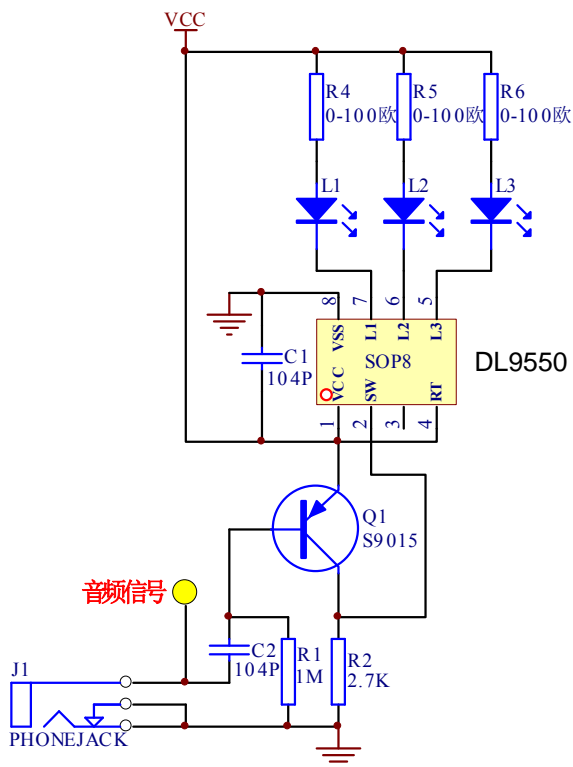 VCC
R4
0-100欧
R5
0-100欧
R6
0-100欧
L1
L2
L3
8
7
6
5
VSS
L1
L2
L3
C1
104P
SOP8
DL9550
VCC
SW
RT
1
2
3
4
Q1
S9015
音频信号
J1
C2
104P
R1
1M
R2
2.7K
PHONEJACK